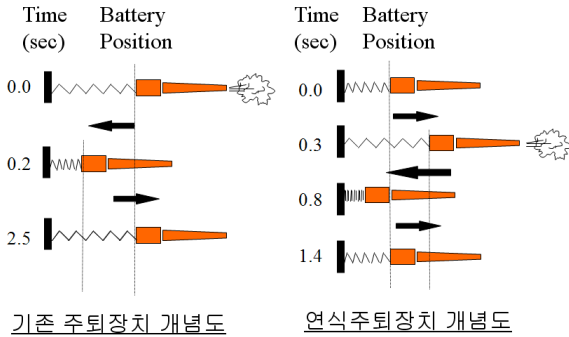 Time
(sec)
Battery
Position
0.0
0.2
2.5
기존 주퇴장치 개념도
Time
(sec)
Battery
Position
0.0
0.3
0.8
1.4
연식주퇴장치 개념도